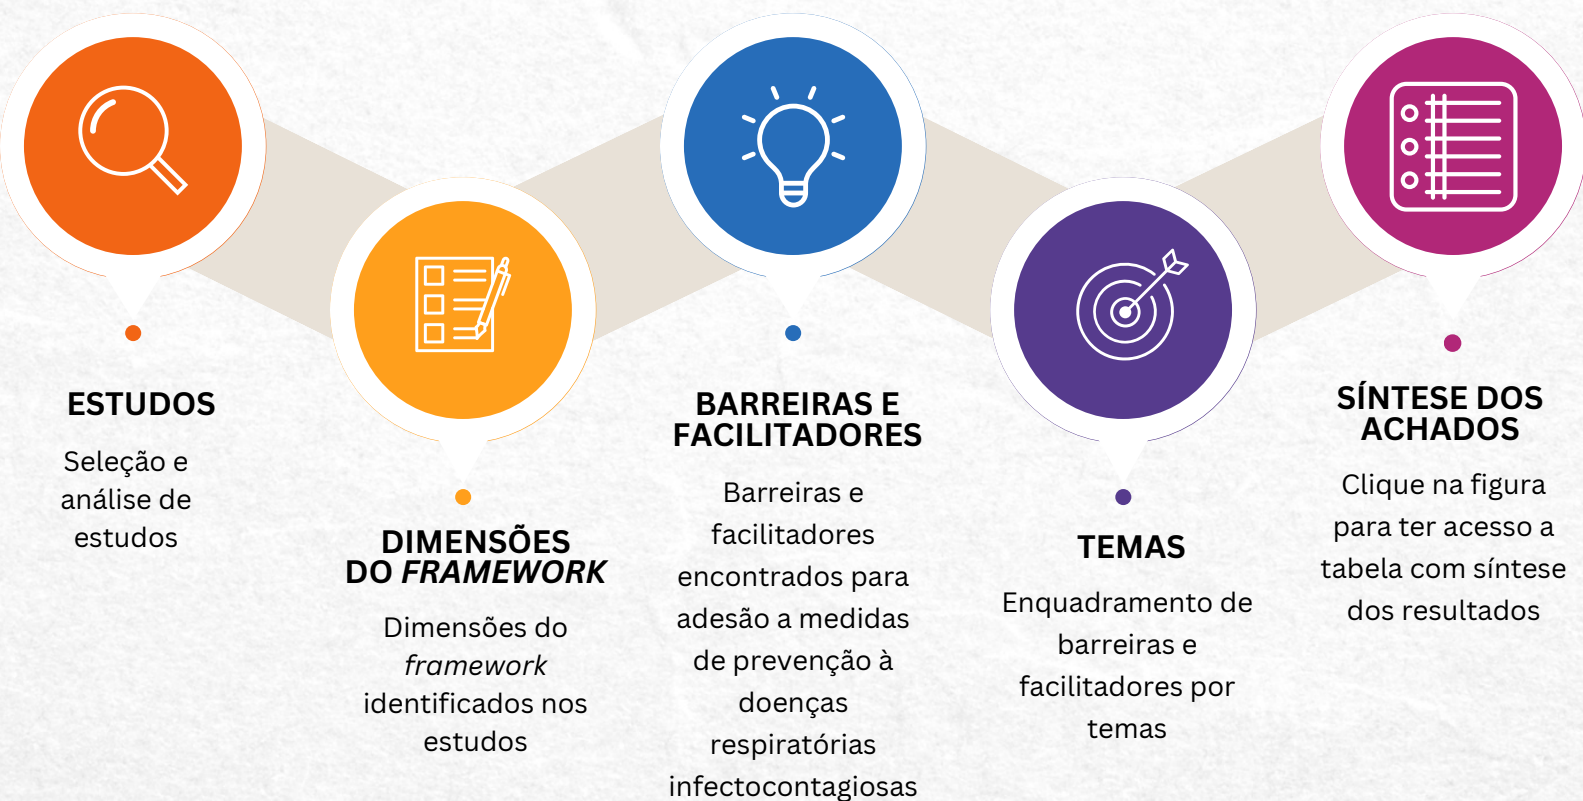 ESTUDOS
Seleção e
análise de
estudos
DIMENSÕES
DO FRAMEWORK
Dimensões do
framework
identificados nos
estudos
BARREIRAS E
FACILITADORES
Barreiras e
facilitadores
encontrados para
adesão a medidas
de prevenção à
doenças
respiratórias
infectocontagiosas
TEMAS
Enquadramento de
barreiras e
facilitadores por
temas
SÍNTESE DOS
ACHADOS
Clique na figura
para ter acesso a
tabela com síntese
dos resultados